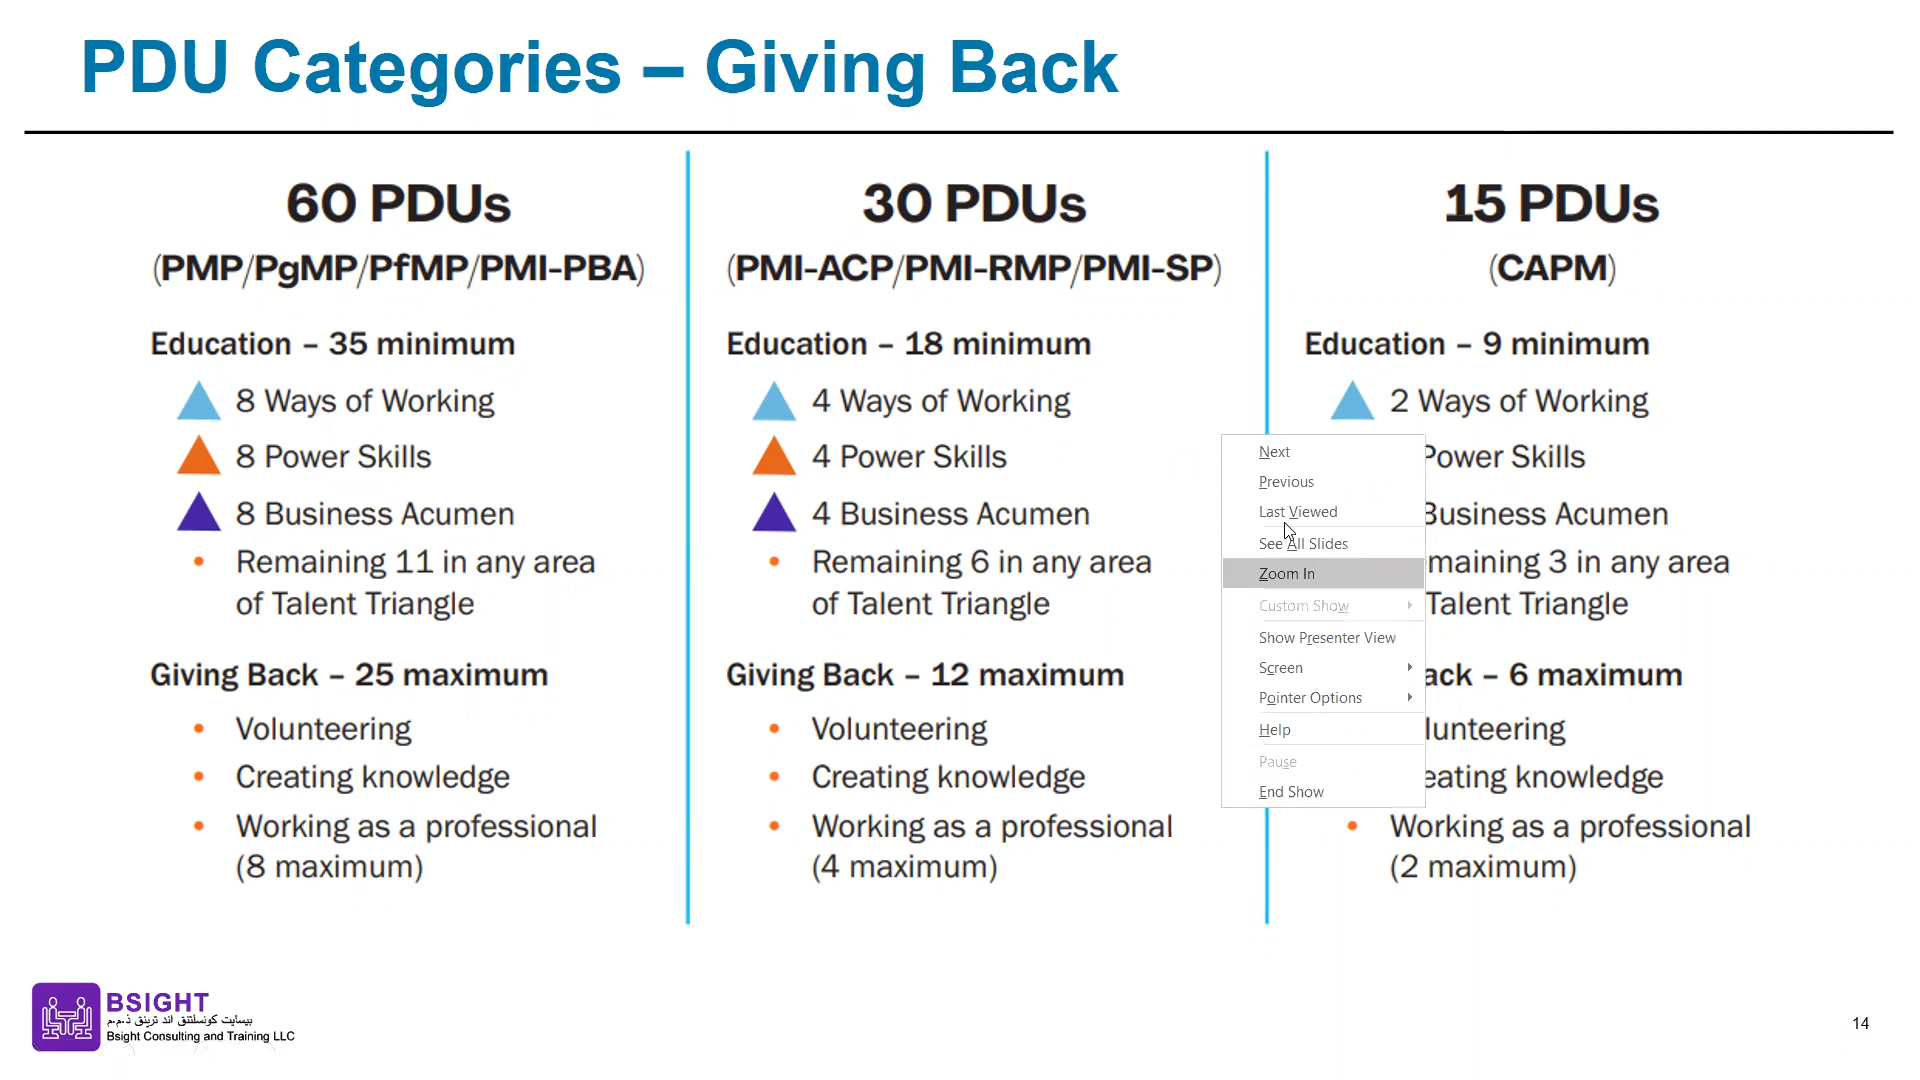 PDU Categories – Giving Back
60 PDUs
(PMP/PgMP/PfMP/PMI-PBA)
Education – 35 minimum
8 Ways of Working
8 Power Skills
8 Business Acumen
• Remaining 11 in any area
of Talent Triangle
Giving Back – 25 maximum
• Volunteering
• Creating knowledge
• Working as a professional
(8 maximum)
30 PDUs
(PMI-ACP/PMI-RMP/PMI-SP)
Education – 18 minimum
4 Ways of Working
4 Power Skills
4 Business Acumen
• Remaining 6 in any area
of Talent Triangle
Giving Back – 12 maximum
• Volunteering
• Creating knowledge
• Working as a professional
(4 maximum)
15 PDUs
(CAPM)
Education – 9 minimum
2 Ways of Working
Power Skills
Business Acumen
maining 3 in any area
Talent Triangle
ack – 6 maximum
lunteering
eating knowledge
• Working as a professional
(2 maximum)
Next
Previous
Last Viewed
See All Slides
Zoom In
Custom Show
Show Presenter View
Screen
Pointer Options
Help
Pause
End Show
BSIGHT
بيسايت كونسلتنق اند ترينق ذ.م.م
Bsight Consulting and Training LLC
14